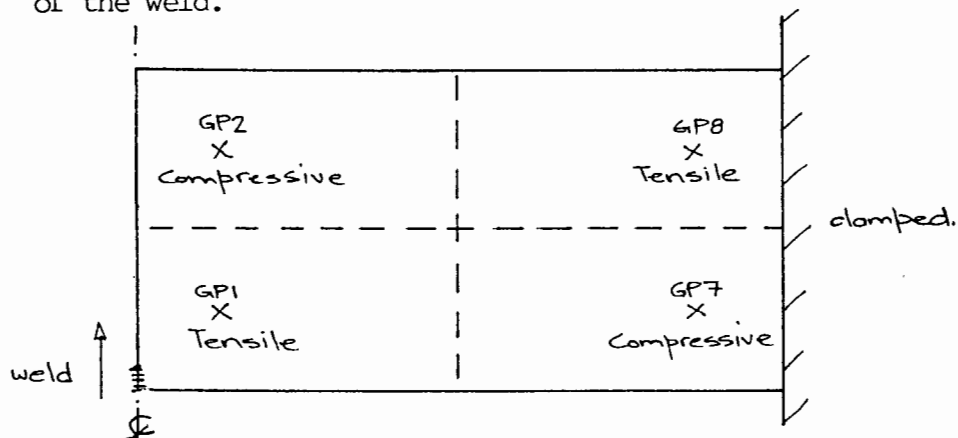 of the weld.
GP2
x
Compressive
GP8
x
Tensile
clamped.
GP1
x
Tensile
GP7
x
Compressive
weld
℄